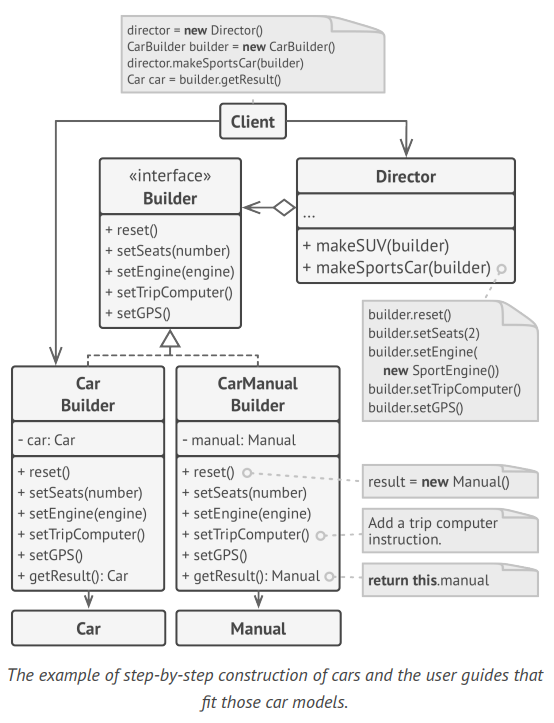 director = new Director()
CarBuilder builder = new CarBuilder()
director.makeSportsCar(builder)
Car car = builder.getResult()
Client
«interface»
Builder
+ reset()
+ setSeats(number)
+ setEngine(engine)
+ setTripComputer()
+ setGPS()
Director
...
+ makeSUV(builder)
+ makeSportsCar(builder)
builder.reset()
builder.setSeats(2)
builder.setEngine(
new SportEngine())
builder.setTripComputer()
builder.setGPS()
Car
Builder
- car: Car
+ reset()
+ setSeats(number)
+ setEngine(engine)
+ setTripComputer()
+ setGPS()
+ getResult(): Car
CarManual
Builder
- manual: Manual
+ reset()
+ setSeats(number)
+ setEngine(engine)
+ setTripComputer()
+ setGPS()
+ getResult(): Manual
result = new Manual()
Add a trip computer
instruction.
return this.manual
Car
Manual
The example of step-by-step construction of cars and the user guides that
fit those car models.